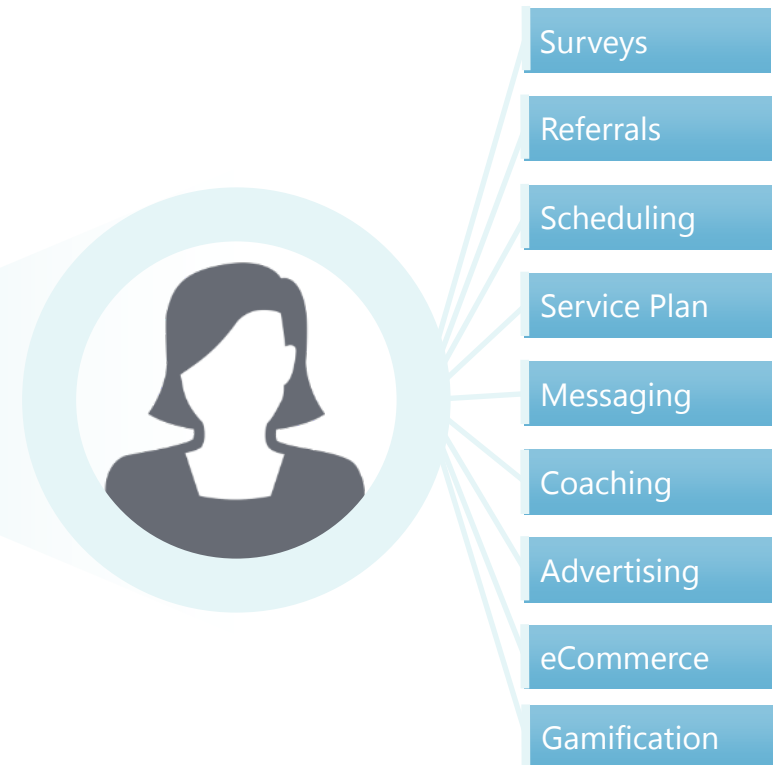 Surveys
Referrals
Scheduling
Service Plan
Messaging
Coaching
Advertising
eCommerce
Gamification